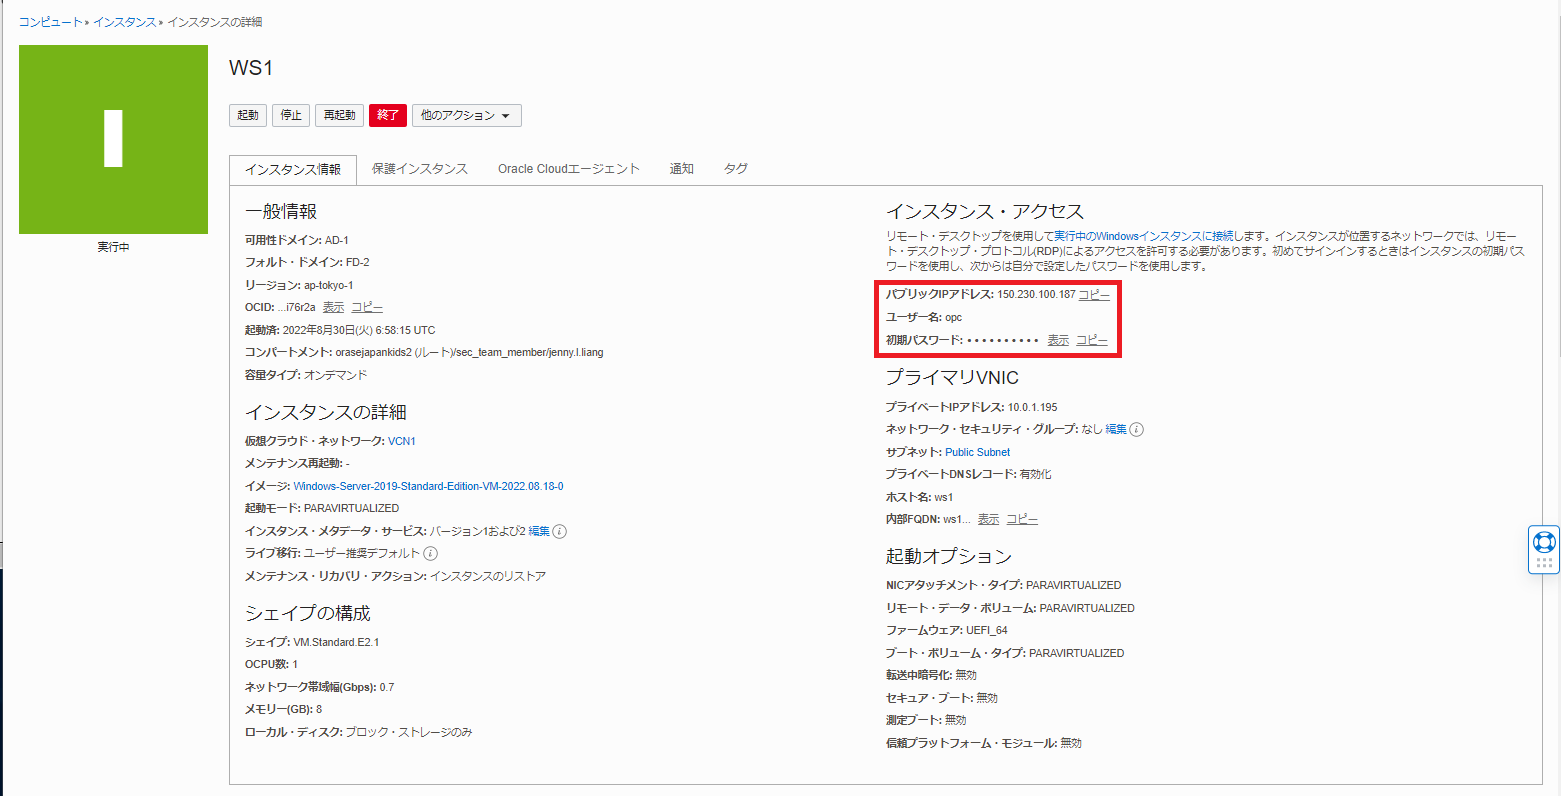 コンピュート » インスタンス » インスタンスの詳細
WS1
起動 停止 再起動 終了 他のアクション
実行中
インスタンス情報 保護インスタンス Oracle Cloudエージェント 通知 タグ
一般情報
可用性ドメイン: AD-1
フォルト・ドメイン: FD-2
リージョン: ap-tokyo-1
OCID: ...i76r2a 表示 コピー
起動済: 2022年8月30日(火) 6:58:15 UTC
コンパートメント: orasejapankids2 (ルート)/sec_team_member/jenny.l.liang
容量タイプ: オンデマンド
インスタンスの詳細
仮想クラウド・ネットワーク: VCN1
メンテナンス再起動: -
イメージ: Windows-Server-2019-Standard-Edition-VM-2022.08.18-0
起動モード: PARAVIRTUALIZED
インスタンス・メタデータ・サービス: バージョン1および2 編集 i
ライブ移行: ユーザー推奨デフォルト i
メンテナンス・リカバリ・アクション: インスタンスのリストア
シェイプの構成
シェイプ: VM.Standard.E2.1
OCPU数: 1
ネットワーク帯域幅(Gbps): 0.7
メモリー(GB): 8
ローカル・ディスク: ブロック・ストレージのみ
インスタンス・アクセス
リモート・デスクトップを使用して実行中のWindowsインスタンスに接続します。インスタンスが位置するネットワークでは、リモー
ト・デスクトップ・プロトコル(RDP)によるアクセスを許可する必要があります。初めてサインインするときはインスタンスの初期パス
ワードを使用し、次からは自分で設定したパスワードを使用します。
パブリックIPアドレス: 150.230.100.187 コピー
ユーザー名: opc
初期パスワード: •••••••••• 表示 コピー
プライマリVNIC
プライベートIPアドレス: 10.0.1.195
ネットワーク・セキュリティ・グループ: なし 編集 i
サブネット: Public Subnet
プライベートDNSレコード: 有効化
ホスト名: ws1
内部FQDN: ws1... 表示 コピー
起動オプション
NICアタッチメント・タイプ: PARAVIRTUALIZED
リモート・データ・ボリューム: PARAVIRTUALIZED
ファームウェア: UEFI_64
ブート・ボリューム・タイプ: PARAVIRTUALIZED
転送中暗号化: 無効
セキュア・ブート: 無効
測定ブート: 無効
信頼プラットフォーム・モジュール: 無効